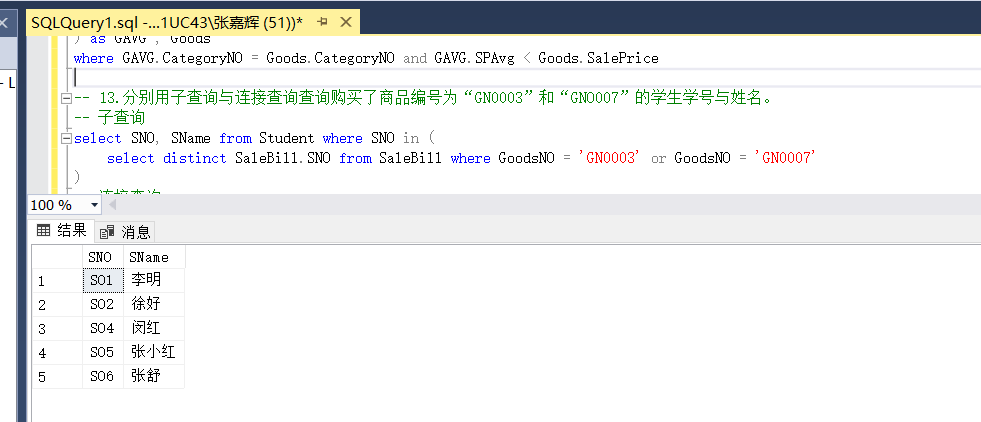 SQLQuery1.sql -...1UC43\张嘉辉 (51))*
) as GAVG , Goods
where GAVG.CategoryNO = Goods.CategoryNO and GAVG.SPAvg < Goods.SalePrice
-- 13.分别用子查询与连接查询查询购买了商品编号为“GN0003”和“GN0007”的学生学号与姓名。
-- 子查询
select SNO, SName from Student where SNO in (
select distinct SaleBill.SNO from SaleBill where GoodsNO = 'GN0003' or GoodsNO = 'GN0007'
)
-- 连接查询
100 %
结果 消息
SNO SName
1 S01 李明
2 S02 徐好
3 S04 闵红
4 S05 张小红
5 S06 张舒